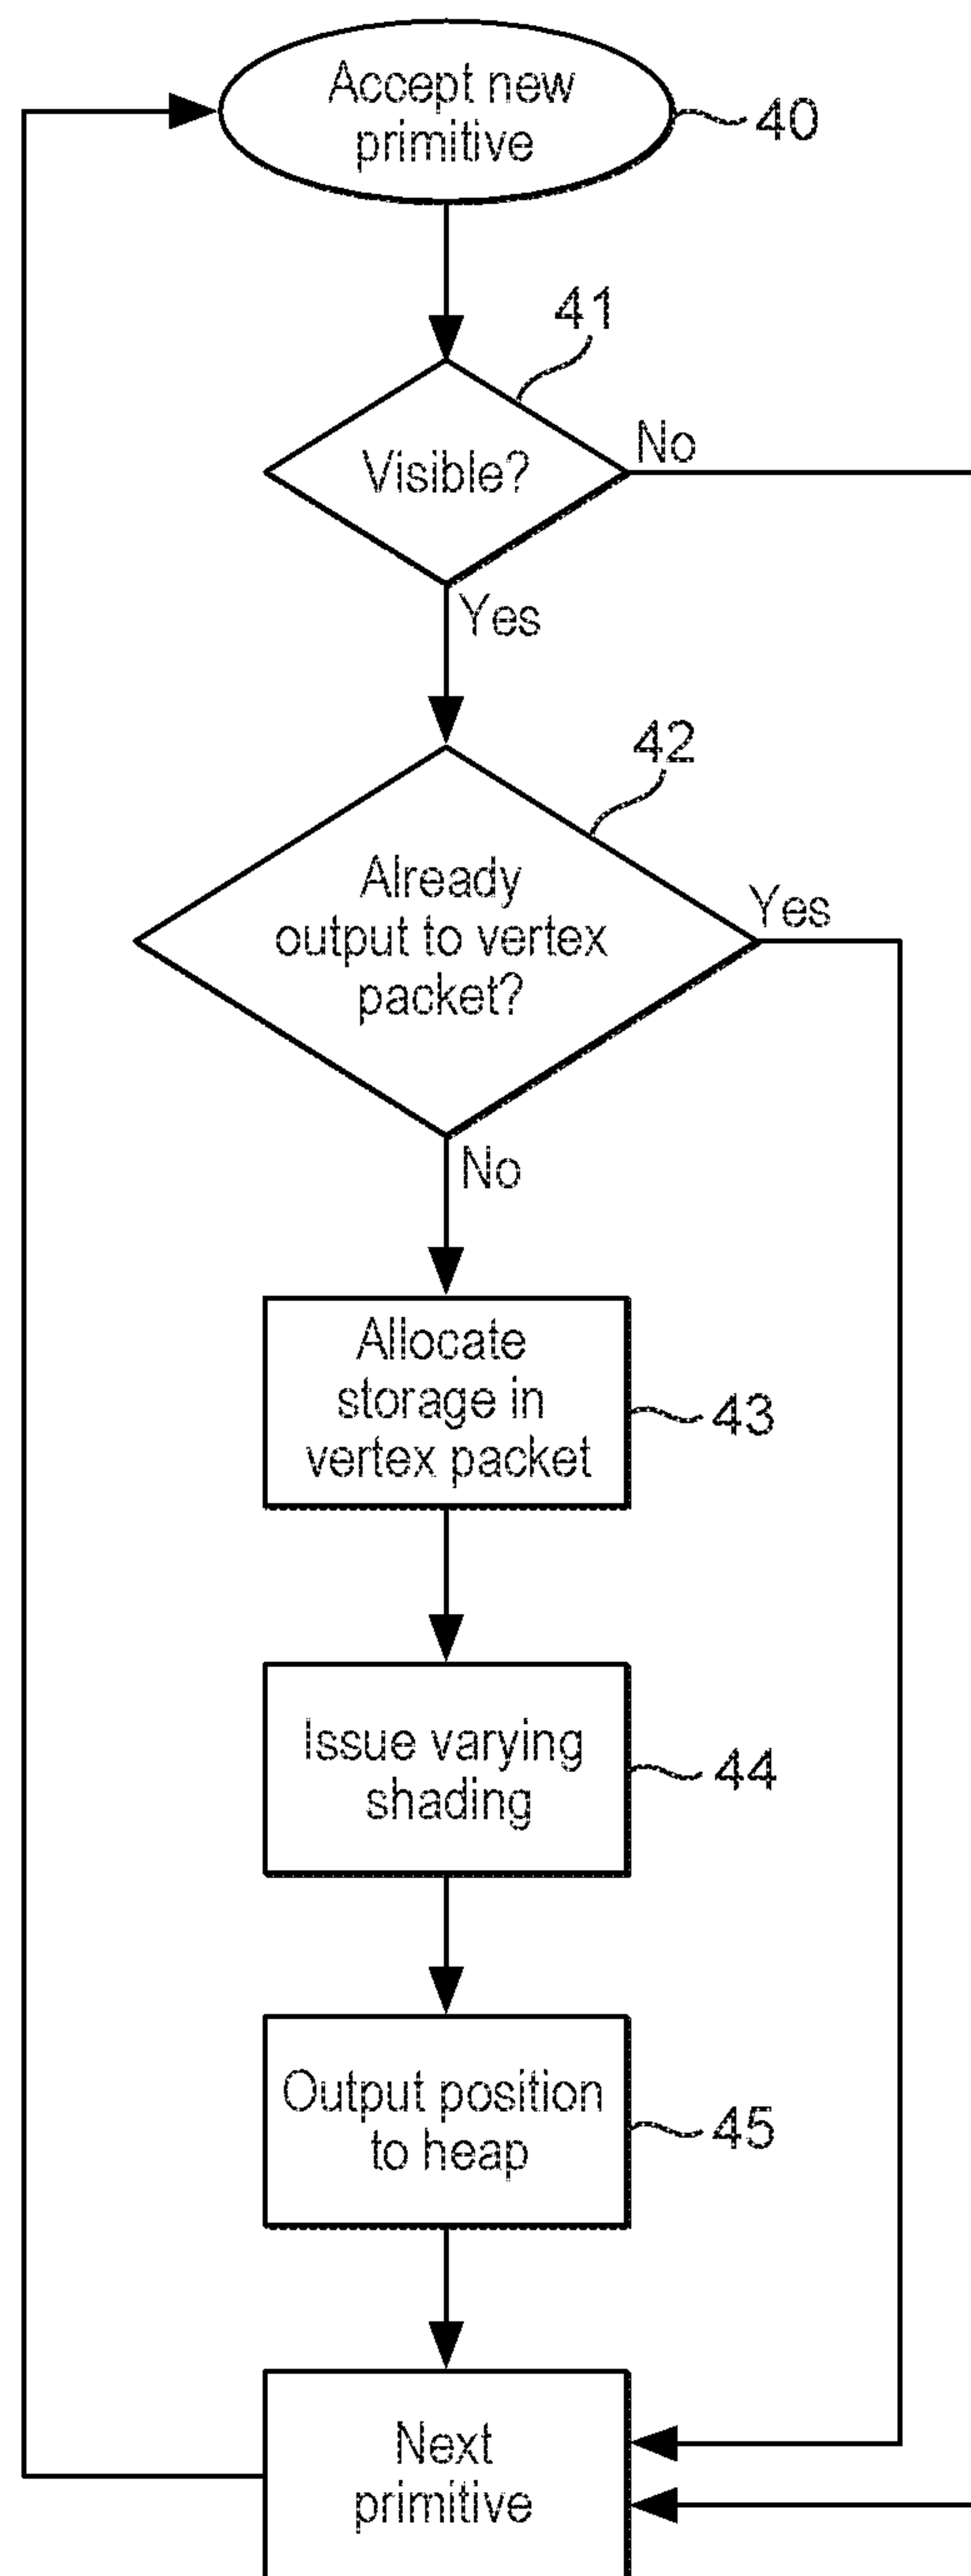 Accept new
primitive
40
41
Visible?
No
Yes
42
Already
output to vertex
packet?
Yes
No
Allocate
storage in
vertex packet
43
Issue varying
shading
44
Output position
to heap
45
Next
primitive